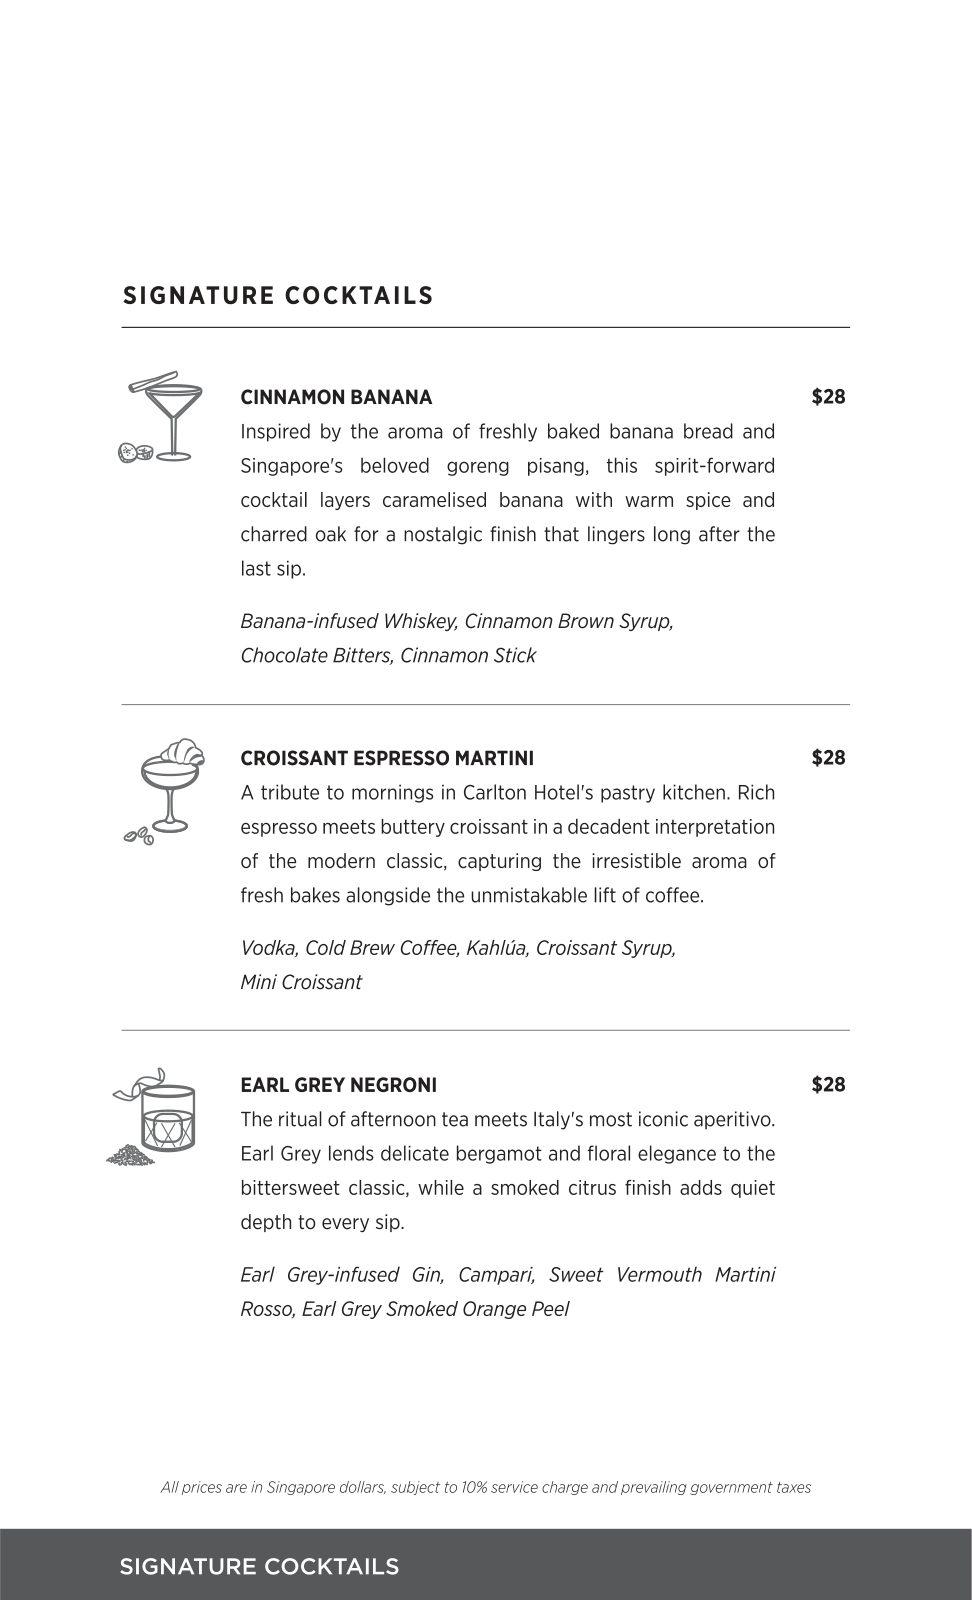 SIGNATURE COCKTAILS
CINNAMON BANANA $28
Inspired by the aroma of freshly baked banana bread and
Singapore's beloved goreng pisang, this spirit-forward
cocktail layers caramelised banana with warm spice and
charred oak for a nostalgic finish that lingers long after the
last sip.
Banana-infused Whiskey, Cinnamon Brown Syrup,
Chocolate Bitters, Cinnamon Stick
CROISSANT ESPRESSO MARTINI $28
A tribute to mornings in Carlton Hotel's pastry kitchen. Rich
espresso meets buttery croissant in a decadent interpretation
of the modern classic, capturing the irresistible aroma of
fresh bakes alongside the unmistakable lift of coffee.
Vodka, Cold Brew Coffee, Kahlúa, Croissant Syrup,
Mini Croissant
EARL GREY NEGRONI $28
The ritual of afternoon tea meets Italy's most iconic aperitivo.
Earl Grey lends delicate bergamot and floral elegance to the
bittersweet classic, while a smoked citrus finish adds quiet
depth to every sip.
Earl Grey-infused Gin, Campari, Sweet Vermouth Martini
Rosso, Earl Grey Smoked Orange Peel
All prices are in Singapore dollars, subject to 10% service charge and prevailing government taxes
SIGNATURE COCKTAILS